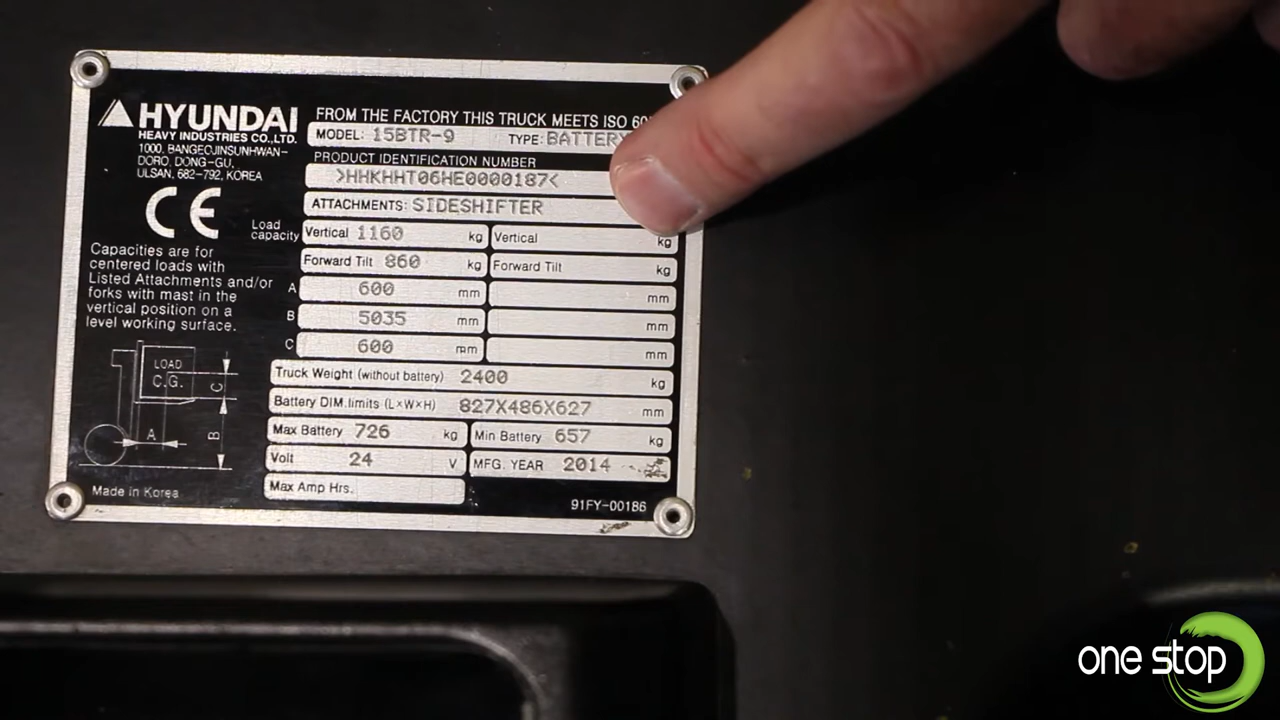 HYUNDAI
HEAVY INDUSTRIES CO.,LTD.
1000, BANGEOJINSUNHWAN-
DORO, DONG-GU,
ULSAN, 682-792, KOREA
CE
FROM THE FACTORY THIS TRUCK MEETS ISO
MODEL: 15BTR-9 TYPE: BATTERY
PRODUCT IDENTIFICATION NUMBER
>HHKHHT06HE0000187<
ATTACHMENTS: SIDESHIFTER
Load capacity Vertical 1160 kg Vertical kg
Forward Tilt 860 kg Forward Tilt kg
A 600 mm mm
B 5035 mm mm
C 600 mm mm
Truck Weight (without battery) 2400 kg
Battery DIM.limits (L×W×H) 827X486X627 mm
Max Battery 726 kg Min Battery 657 kg
Volt 24 V MFG. YEAR 2014
Max Amp Hrs.
Capacities are for
centered loads with
Listed Attachments and/or
forks with mast in the
vertical position on a
level working surface.
LOAD
C.G.
C
A
B
Made in Korea
91FY-00186
one stop